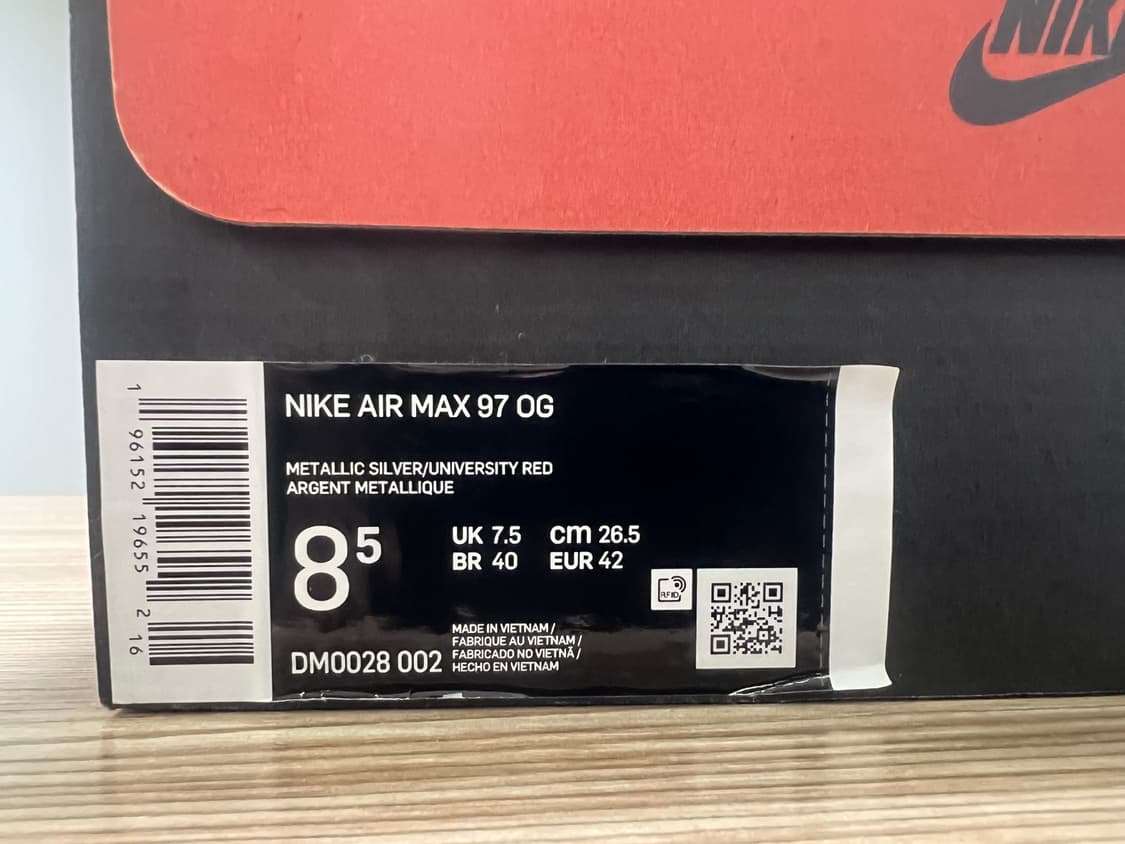 NIKE
1 96152 19655 2 16
NIKE AIR MAX 97 OG
METALLIC SILVER/UNIVERSITY RED
ARGENT METALLIQUE
8 5
UK 7.5 cm 26.5
BR 40 EUR 42
RFID
MADE IN VIETNAM /
FABRIQUE AU VIETNAM /
FABRICADO NO VIETNÃ /
HECHO EN VIETNAM
DM0028 002